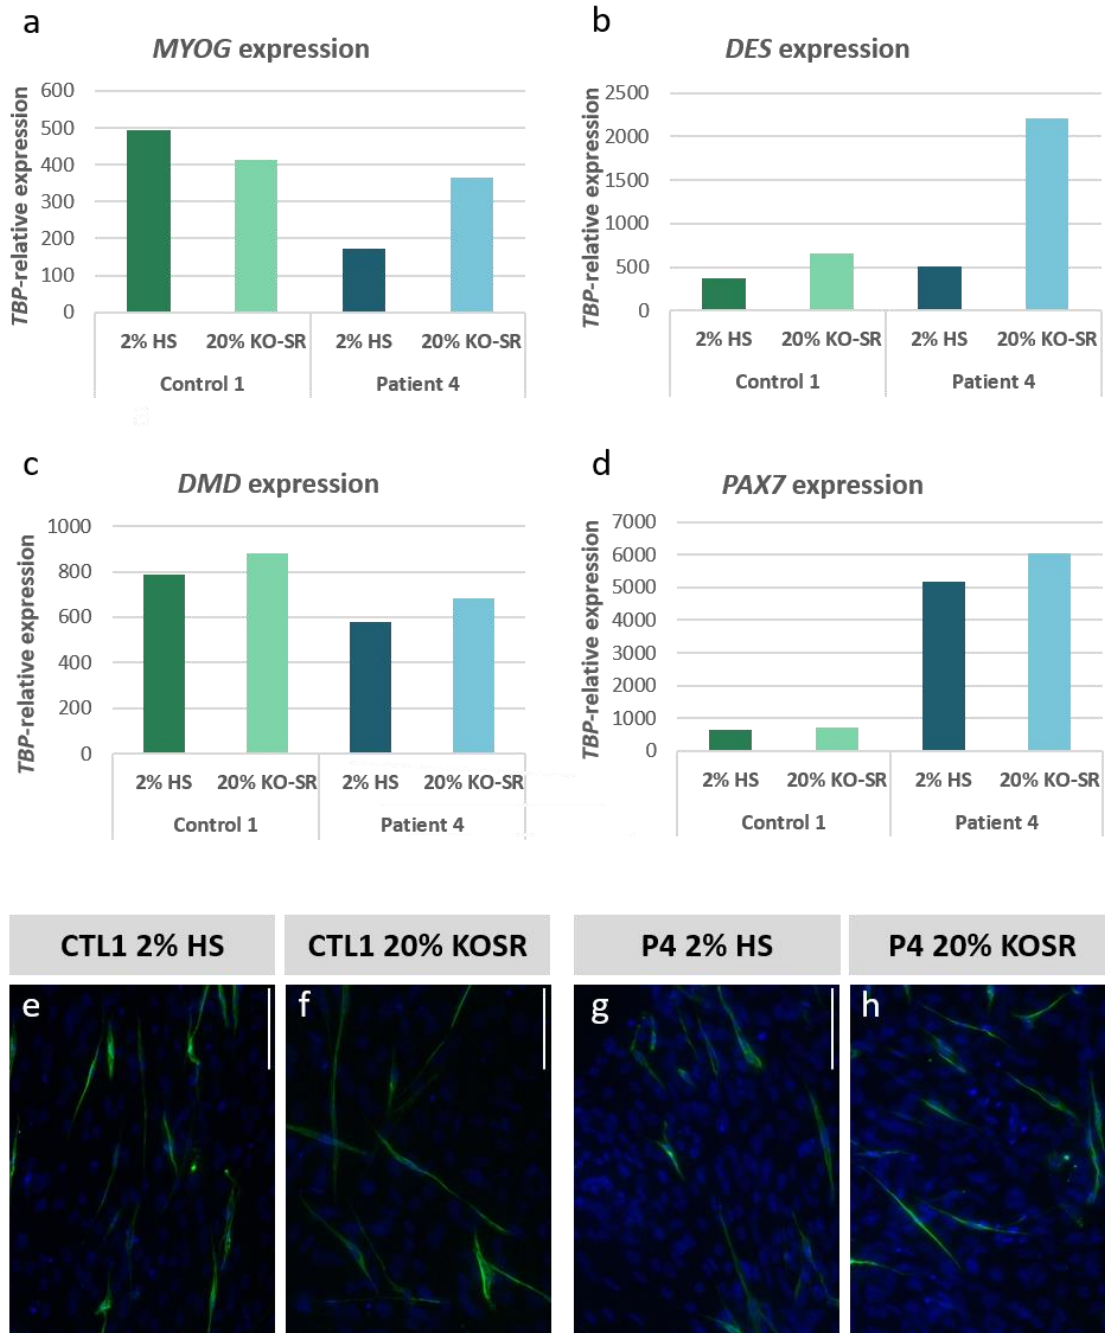 a
MYOG expression
TBP-relative expression
600
500
400
300
200
100
0
2% HS
20% KO-SR
2% HS
20% KO-SR
Control 1
Patient 4
b
DES expression
TBP-relative expression
2500
2000
1500
1000
500
0
2% HS
20% KO-SR
2% HS
20% KO-SR
Control 1
Patient 4
c
DMD expression
TBP-relative expression
1000
800
600
400
200
0
2% HS
20% KO-SR
2% HS
20% KO-SR
Control 1
Patient 4
d
PAX7 expression
TBP-relative expression
7000
6000
5000
4000
3000
2000
1000
0
2% HS
20% KO-SR
2% HS
20% KO-SR
Control 1
Patient 4
CTL1 2% HS
CTL1 20% KOSR
P4 2% HS
P4 20% KOSR
e
f
g
h